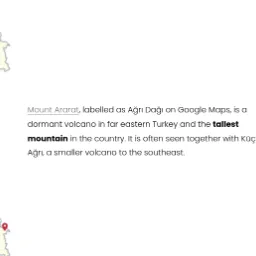 Mount Ararat, labelled as Ağrı Dağı on Google Maps, is a
dormant volcano in far eastern Turkey and the tallest
mountain in the country. It is often seen together with Küç
Ağrı, a smaller volcano to the southeast.